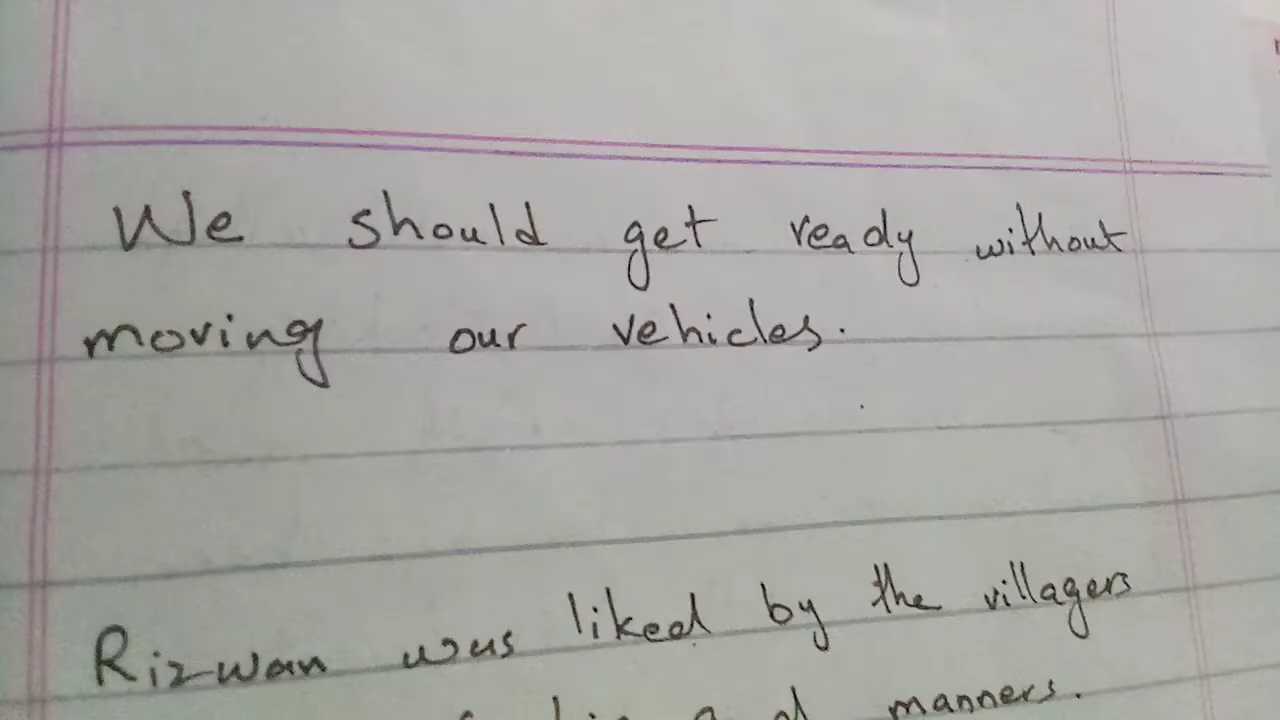 We should get ready without
moving our vehicles.
Rizwan was liked by the villagers
manners.